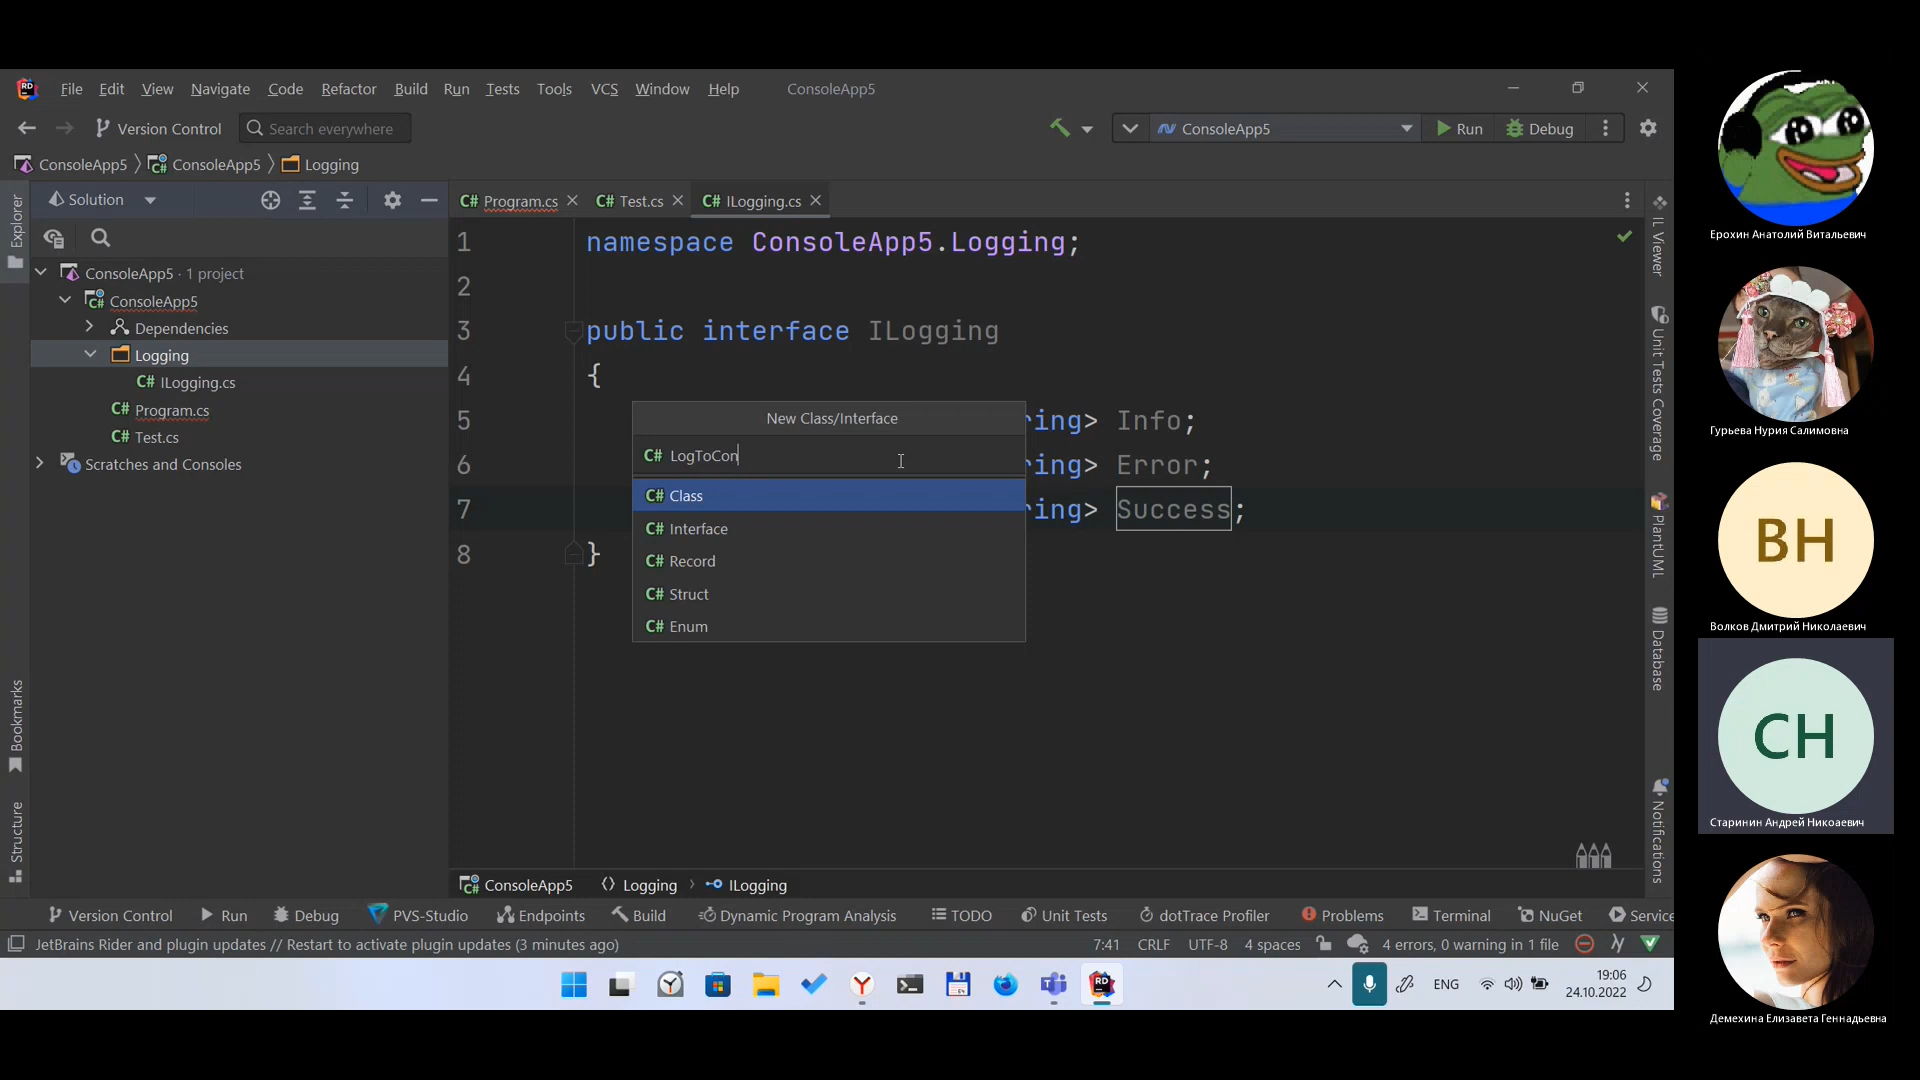 File Edit View Navigate Code Refactor Build Run Tests Tools VCS Window Help ConsoleApp5
Version Control Search everywhere ConsoleApp5 Run Debug
ConsoleApp5 ConsoleApp5 Logging
Explorer
Solution
Program.cs Test.cs ILogging.cs
ConsoleApp5 · 1 project
ConsoleApp5
Dependencies
Logging
C# ILogging.cs
C# Program.cs
C# Test.cs
Scratches and Consoles
1 namespace ConsoleApp5.Logging;
2
3 public interface ILogging
4 {
5 ring> Info;
6 ring> Error;
7 ring> Success;
8 }
New Class/Interface
C# LogToCon
C# Class
C# Interface
C# Record
C# Struct
C# Enum
IL Viewer
Unit Tests Coverage
PlantUML
Database
Notifications
Bookmarks
Structure
ConsoleApp5 Logging ILogging
Version Control Run Debug PVS-Studio Endpoints Build Dynamic Program Analysis TODO Unit Tests dotTrace Profiler Problems Terminal NuGet Service
JetBrains Rider and plugin updates // Restart to activate plugin updates (3 minutes ago) 7:41 CRLF UTF-8 4 spaces 4 errors, 0 warning in 1 file
ENG 19:06
24.10.2022
Ерохин Анатолий Витальевич
Гурьева Нурия Салимовна
ВН
Волков Дмитрий Николаевич
СН
Старинин Андрей Никоаевич
Демехина Елизавета Геннадьевна